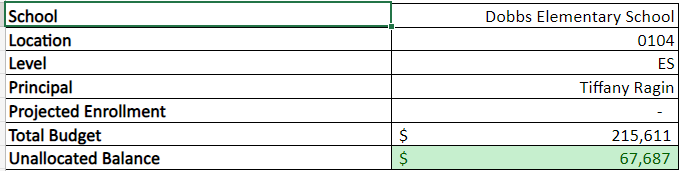 School Dobbs Elementary School
Location 0104
Level ES
Principal Tiffany Ragin
Projected Enrollment -
Total Budget $ 215,611
Unallocated Balance $ 67,687